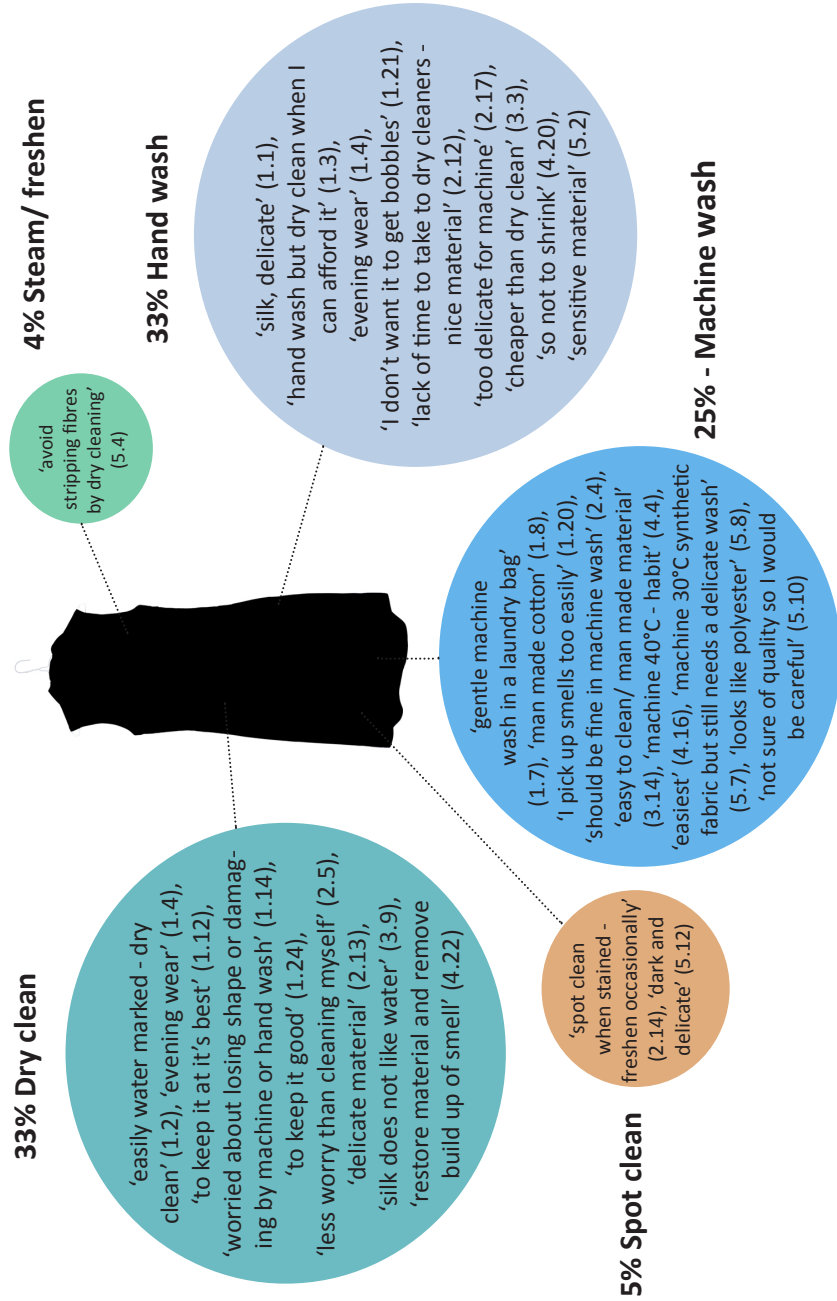 33% Dry clean
‘easily water marked - dry
clean’ (1.2), ‘evening wear’ (1.4),
‘to keep it at it’s best’ (1.12),
‘worried about losing shape or damag-
ing by machine or hand wash’ (1.14),
‘to keep it good’ (1.24),
‘less worry than cleaning myself’ (2.5),
‘delicate material’ (2.13),
‘silk does not like water’ (3.9),
‘restore material and remove
build up of smell’ (4.22)
4% Steam/ freshen
‘avoid
stripping fibres
by dry cleaning’
(5.4)
33% Hand wash
‘silk, delicate’ (1.1),
‘hand wash but dry clean when I
can afford it’ (1.3),
‘evening wear’ (1.4),
‘I don’t want it to get bobbles’ (1.21),
‘lack of time to take to dry cleaners -
nice material’ (2.12),
‘too delicate for machine’ (2.17),
‘cheaper than dry clean’ (3.3),
‘so not to shrink’ (4.20),
‘sensitive material’ (5.2)
5% Spot clean
‘spot clean
when stained -
freshen occasionally’
(2.14), ‘dark and
delicate’ (5.12)
25% - Machine wash
‘gentle machine
wash in a laundry bag’
(1.7), ‘man made cotton’ (1.8),
‘I pick up smells too easily’ (1.20),
‘should be fine in machine wash’ (2.4),
‘easy to clean/ man made material’
(3.14), ‘machine 40°C - habit’ (4.4),
‘easiest’ (4.16), ‘machine 30°C synthetic
fabric but still needs a delicate wash’
(5.7), ‘looks like polyester’ (5.8),
‘not sure of quality so I would
be careful’ (5.10)